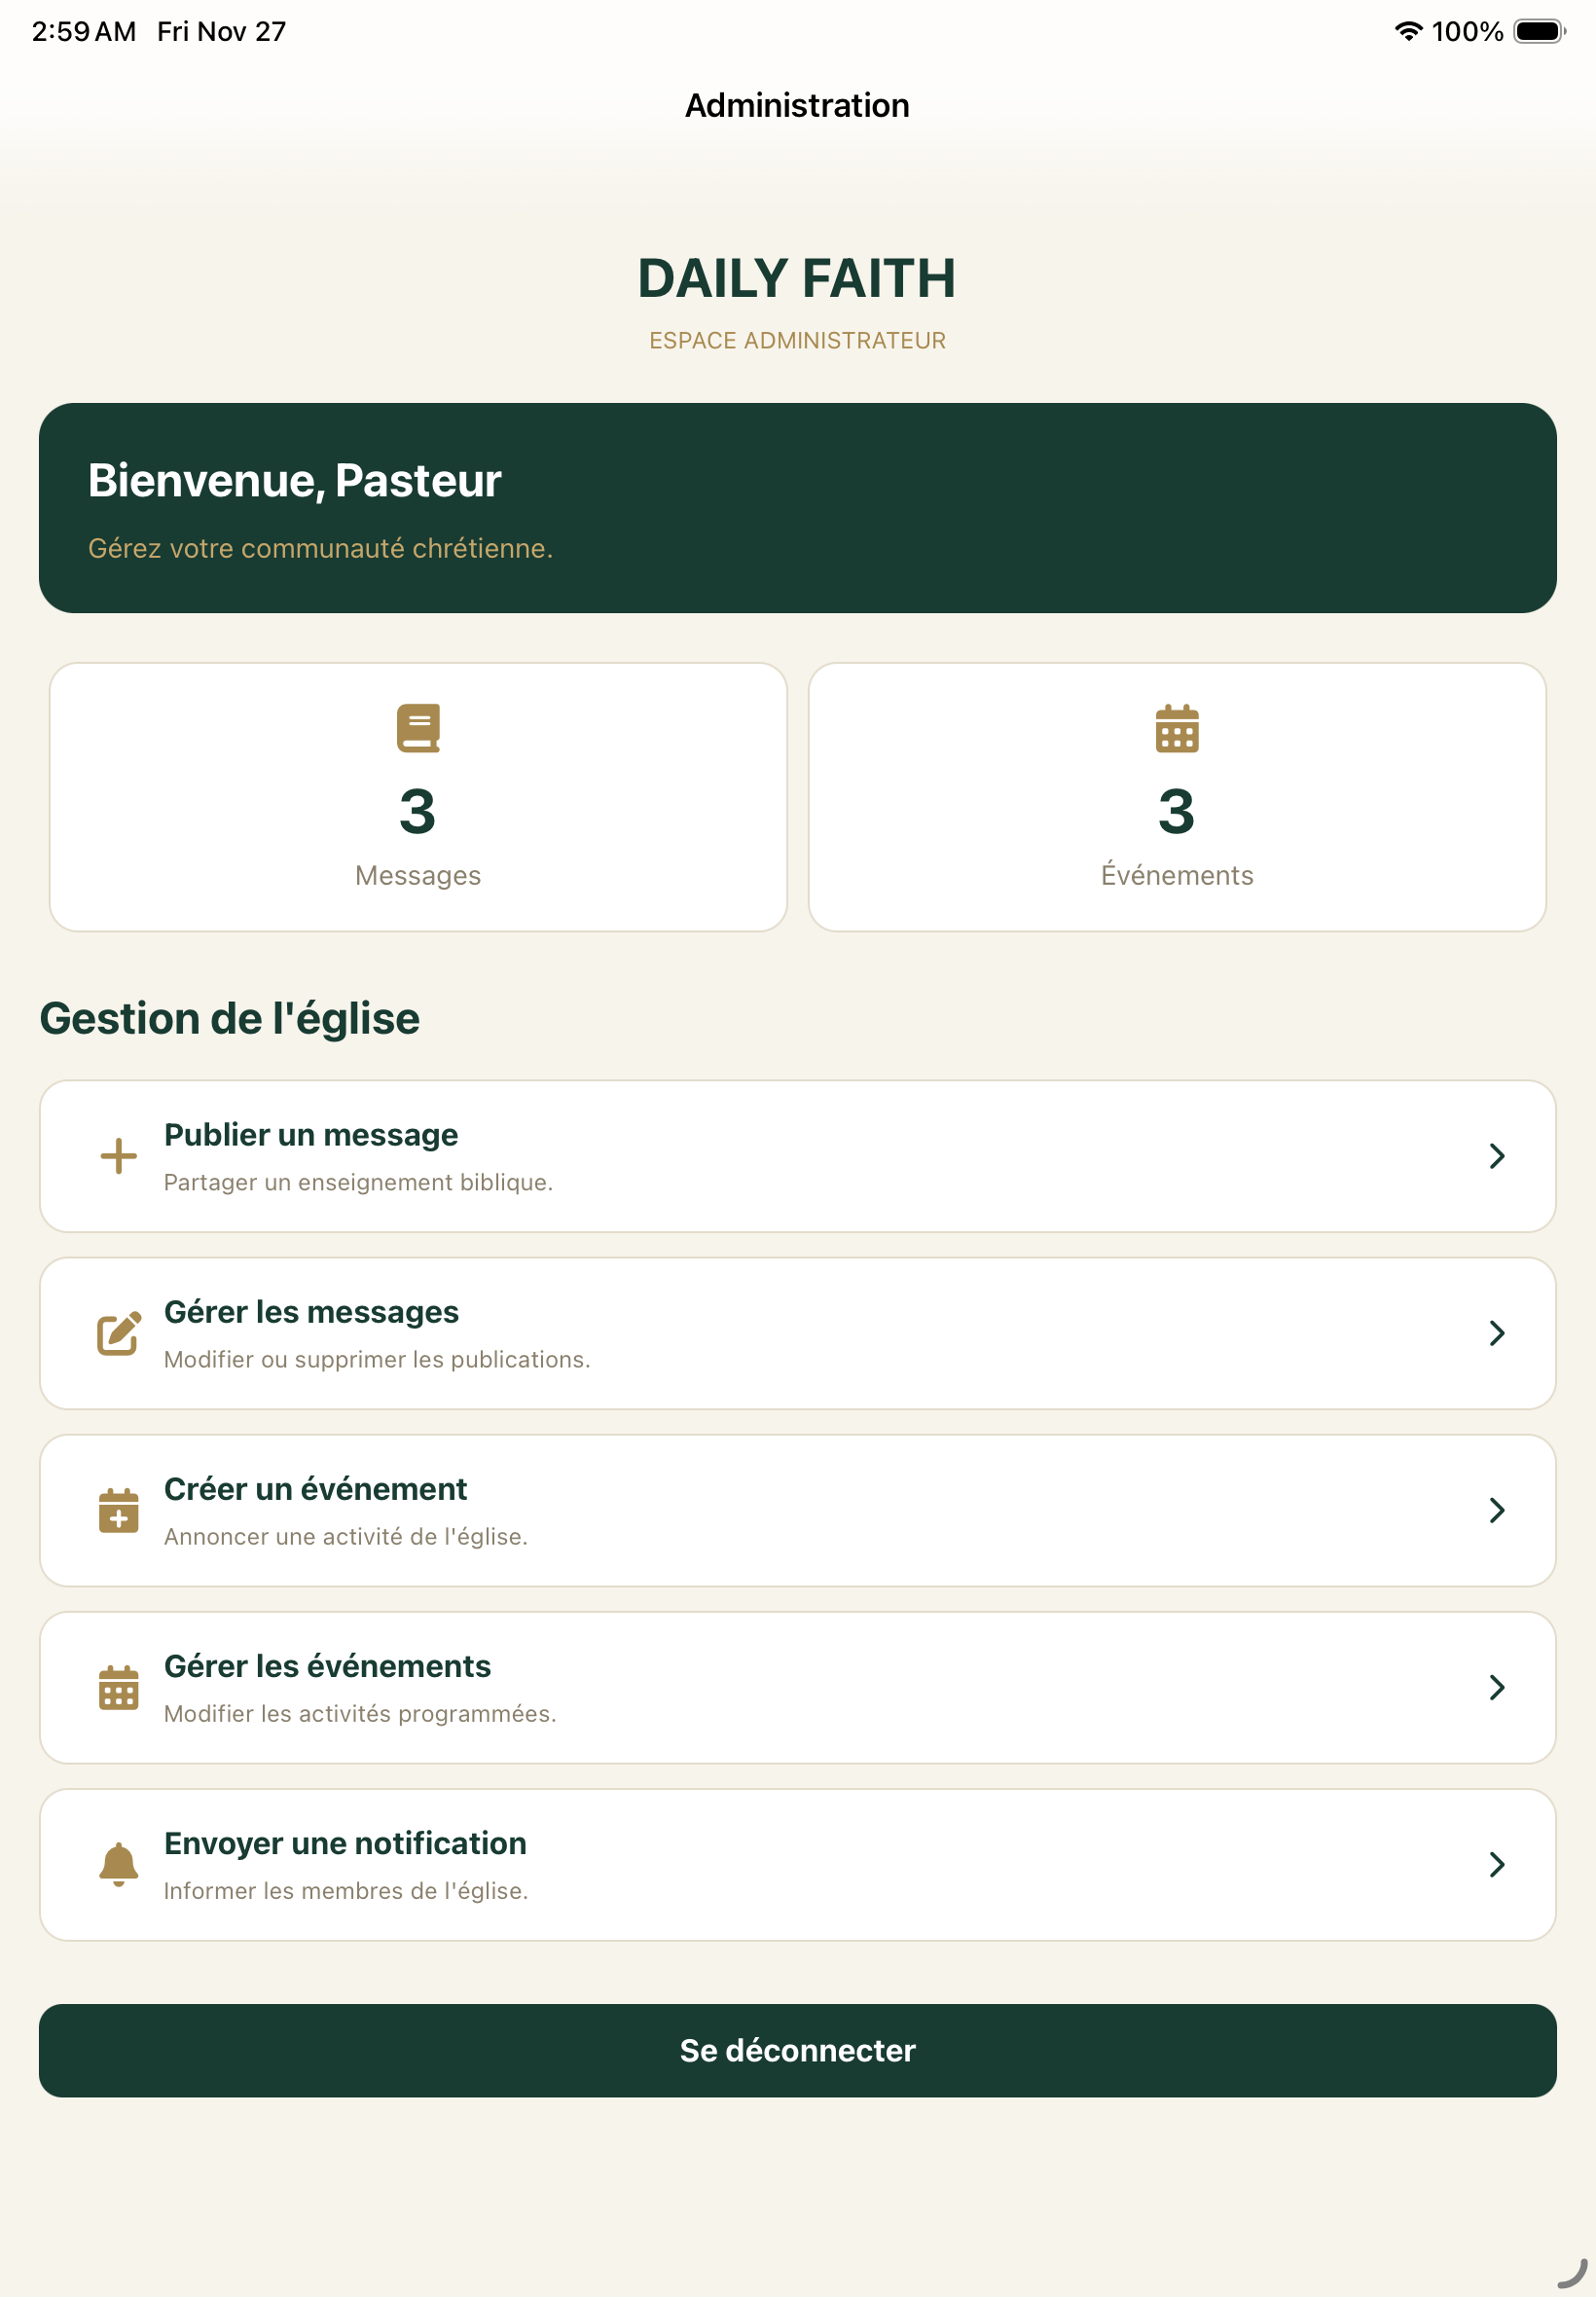 2:59 AM Fri Nov 27 100%
Administration
DAILY FAITH
ESPACE ADMINISTRATEUR
Bienvenue, Pasteur
Gérez votre communauté chrétienne.
3
Messages
3
Événements
Gestion de l'église
Publier un message
Partager un enseignement biblique.
Gérer les messages
Modifier ou supprimer les publications.
Créer un événement
Annoncer une activité de l'église.
Gérer les événements
Modifier les activités programmées.
Envoyer une notification
Informer les membres de l'église.
Se déconnecter